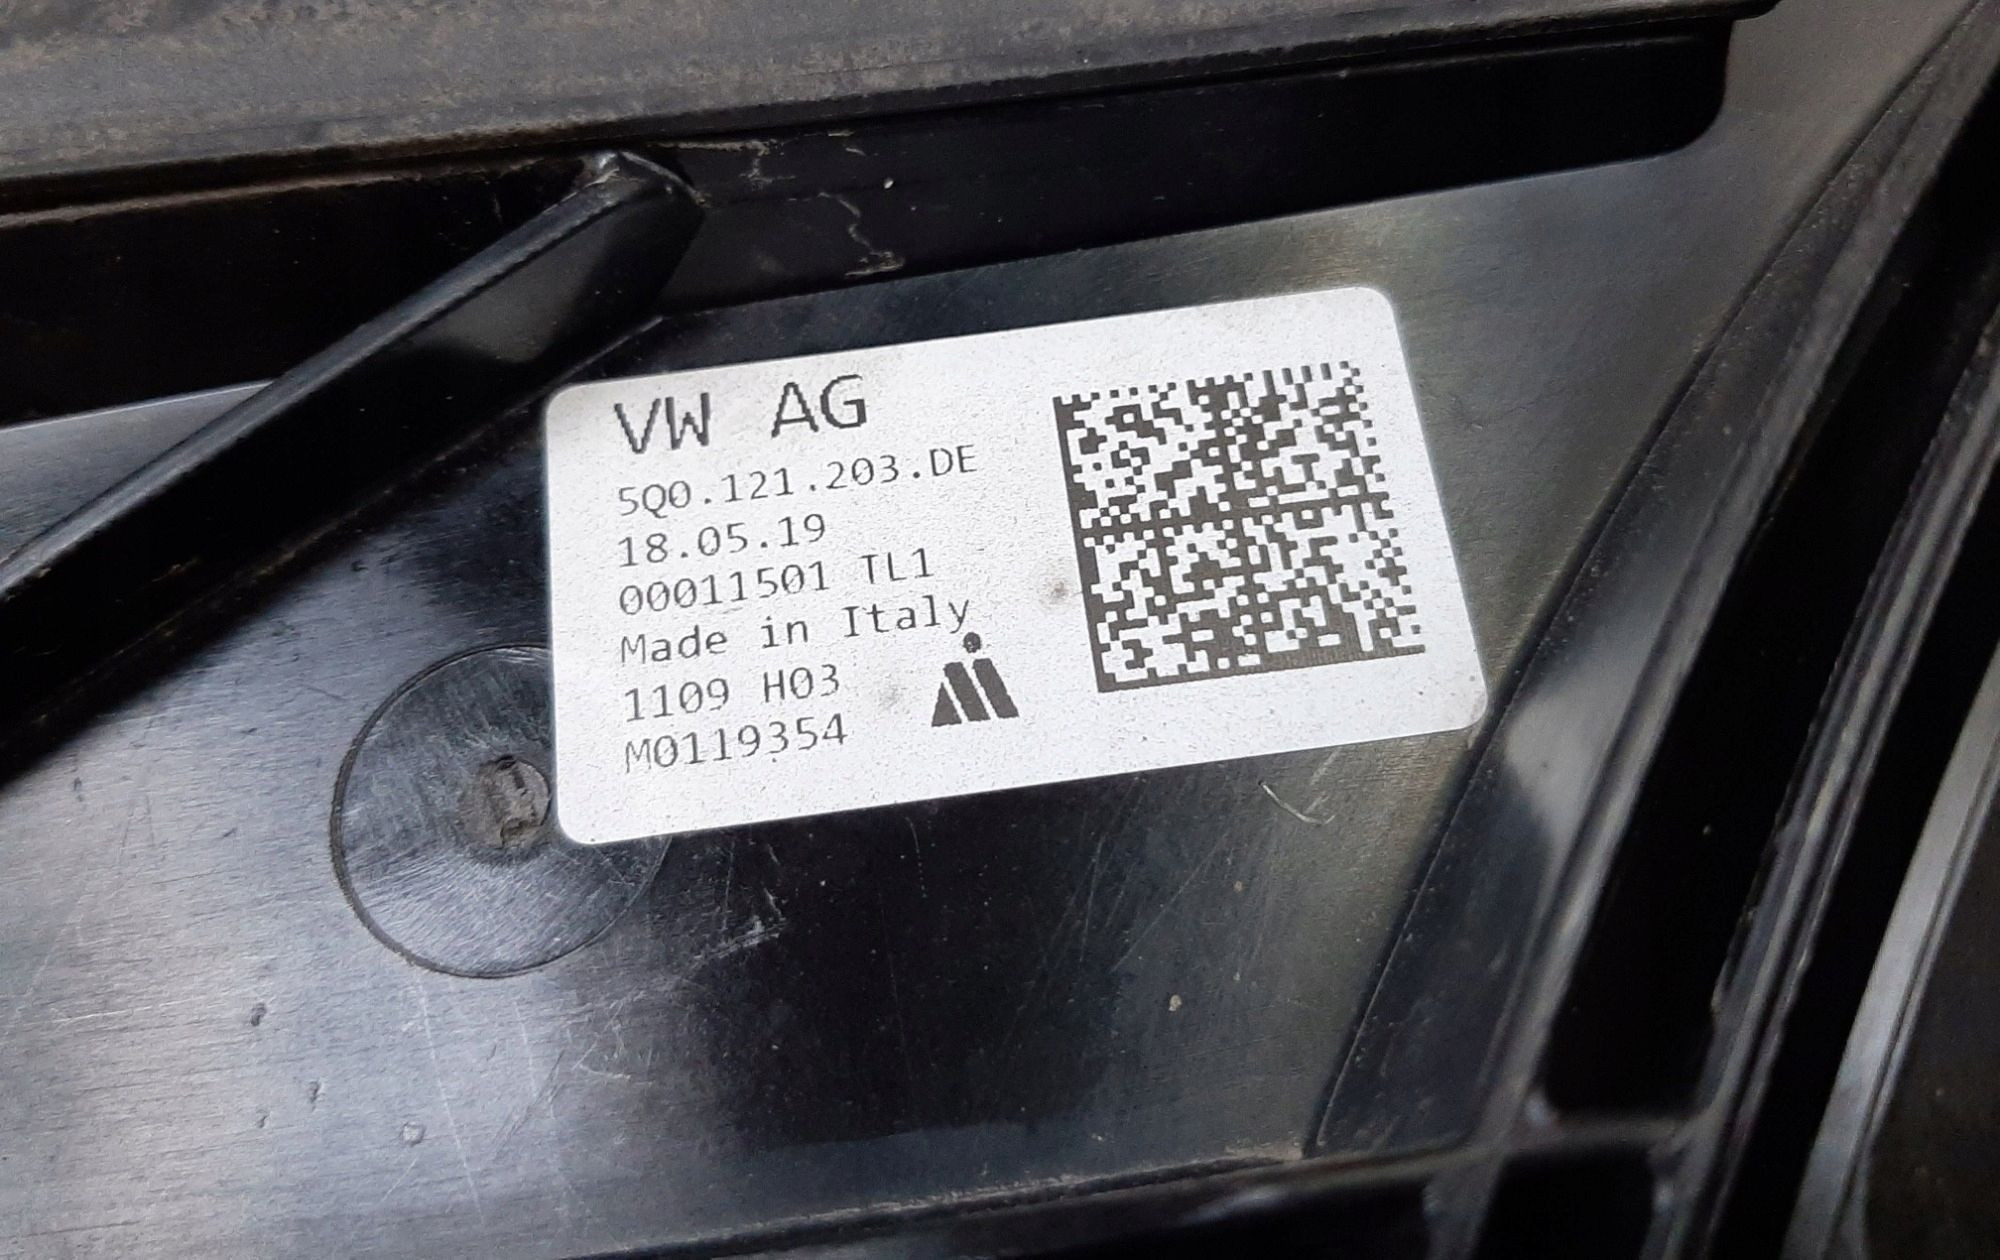 VW AG
5Q0.121.203.DE
18.05.19
00011501 TL1
Made in Italy
1109 H03
M0119354